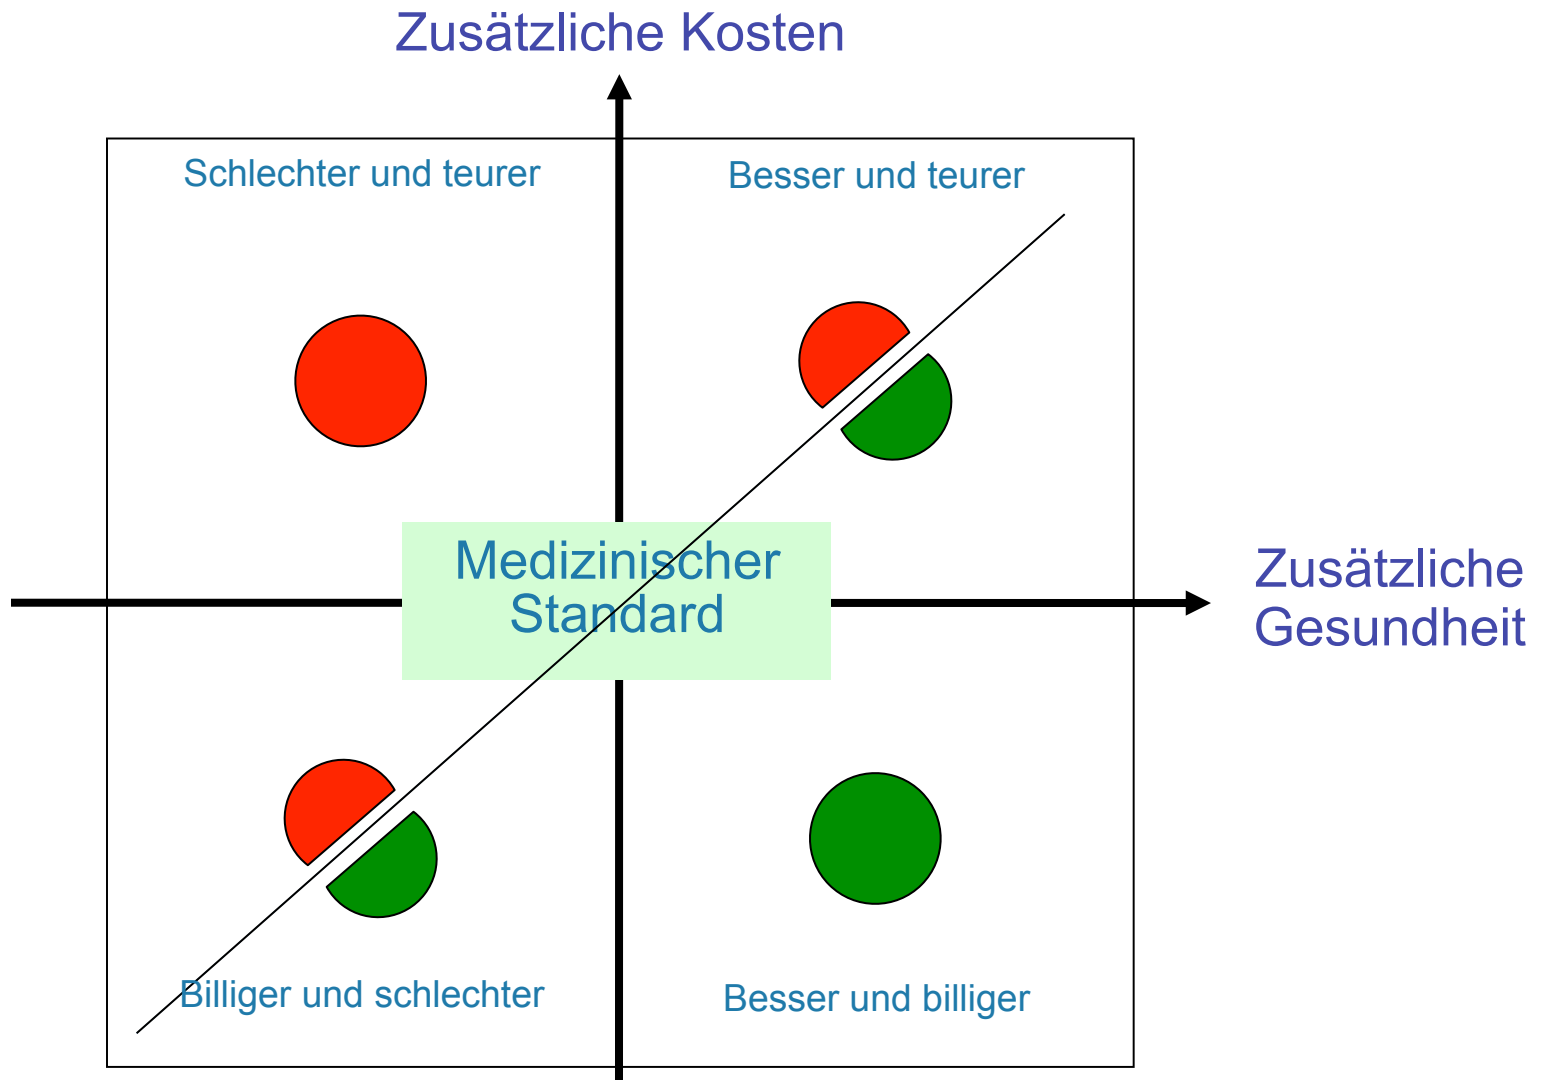 Zusätzliche Kosten
Schlechter und teurer
Besser und teurer
Medizinischer
Standard
Zusätzliche
Gesundheit
Billiger und schlechter
Besser und billiger